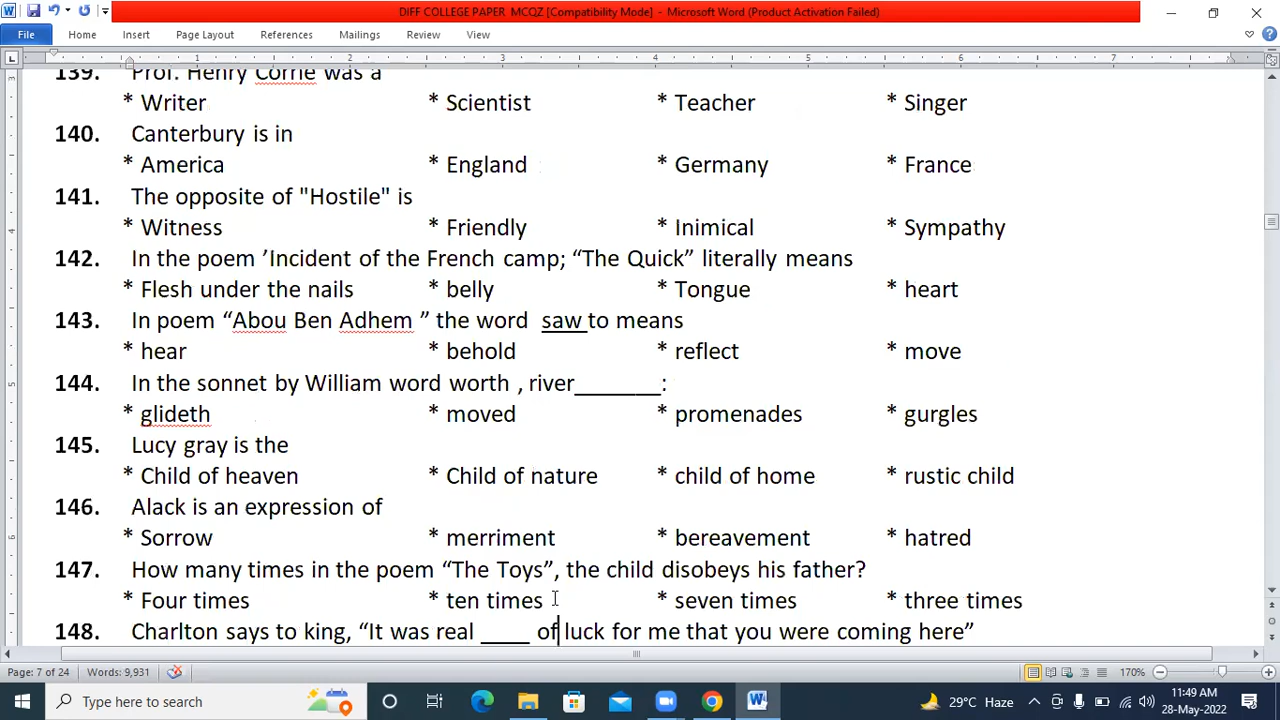 DIFF COLLEGE PAPER MCQZ [Compatibility Mode] - Microsoft Word (Product Activation Failed)
File Home Insert Page Layout References Mailings Review View
1 2 3 4 5 6 7
139. Prof. Henry Corrie was a
* Writer * Scientist * Teacher * Singer
140. Canterbury is in
* America * England * Germany * France
141. The opposite of "Hostile" is
* Witness * Friendly * Inimical * Sympathy
142. In the poem ’Incident of the French camp; “The Quick” literally means
* Flesh under the nails * belly * Tongue * heart
143. In poem “Abou Ben Adhem ” the word saw to means
* hear * behold * reflect * move
144. In the sonnet by William word worth , river_______:
* glideth * moved * promenades * gurgles
145. Lucy gray is the
* Child of heaven * Child of nature * child of home * rustic child
146. Alack is an expression of
* Sorrow * merriment * bereavement * hatred
147. How many times in the poem “The Toys”, the child disobeys his father?
* Four times * ten times * seven times * three times
148. Charlton says to king, “It was real ____ of luck for me that you were coming here”
Page: 7 of 24 Words: 9,931 170%
Type here to search 29°C Haze 11:49 AM
28-May-2022